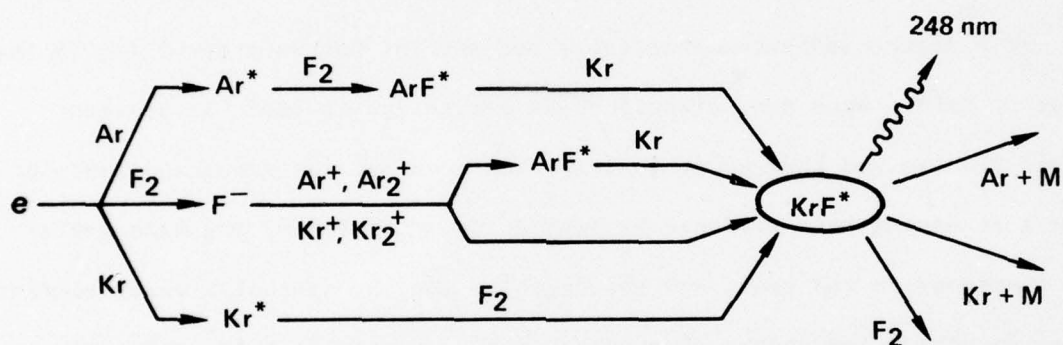 248 nm
Ar* F₂ ArF* Kr
Ar
ArF* Kr
Ar + M
e F₂ F⁻ Ar⁺, Ar₂⁺
Kr⁺, Kr₂⁺
KrF*
Kr
Kr + M
Kr* F₂
F₂